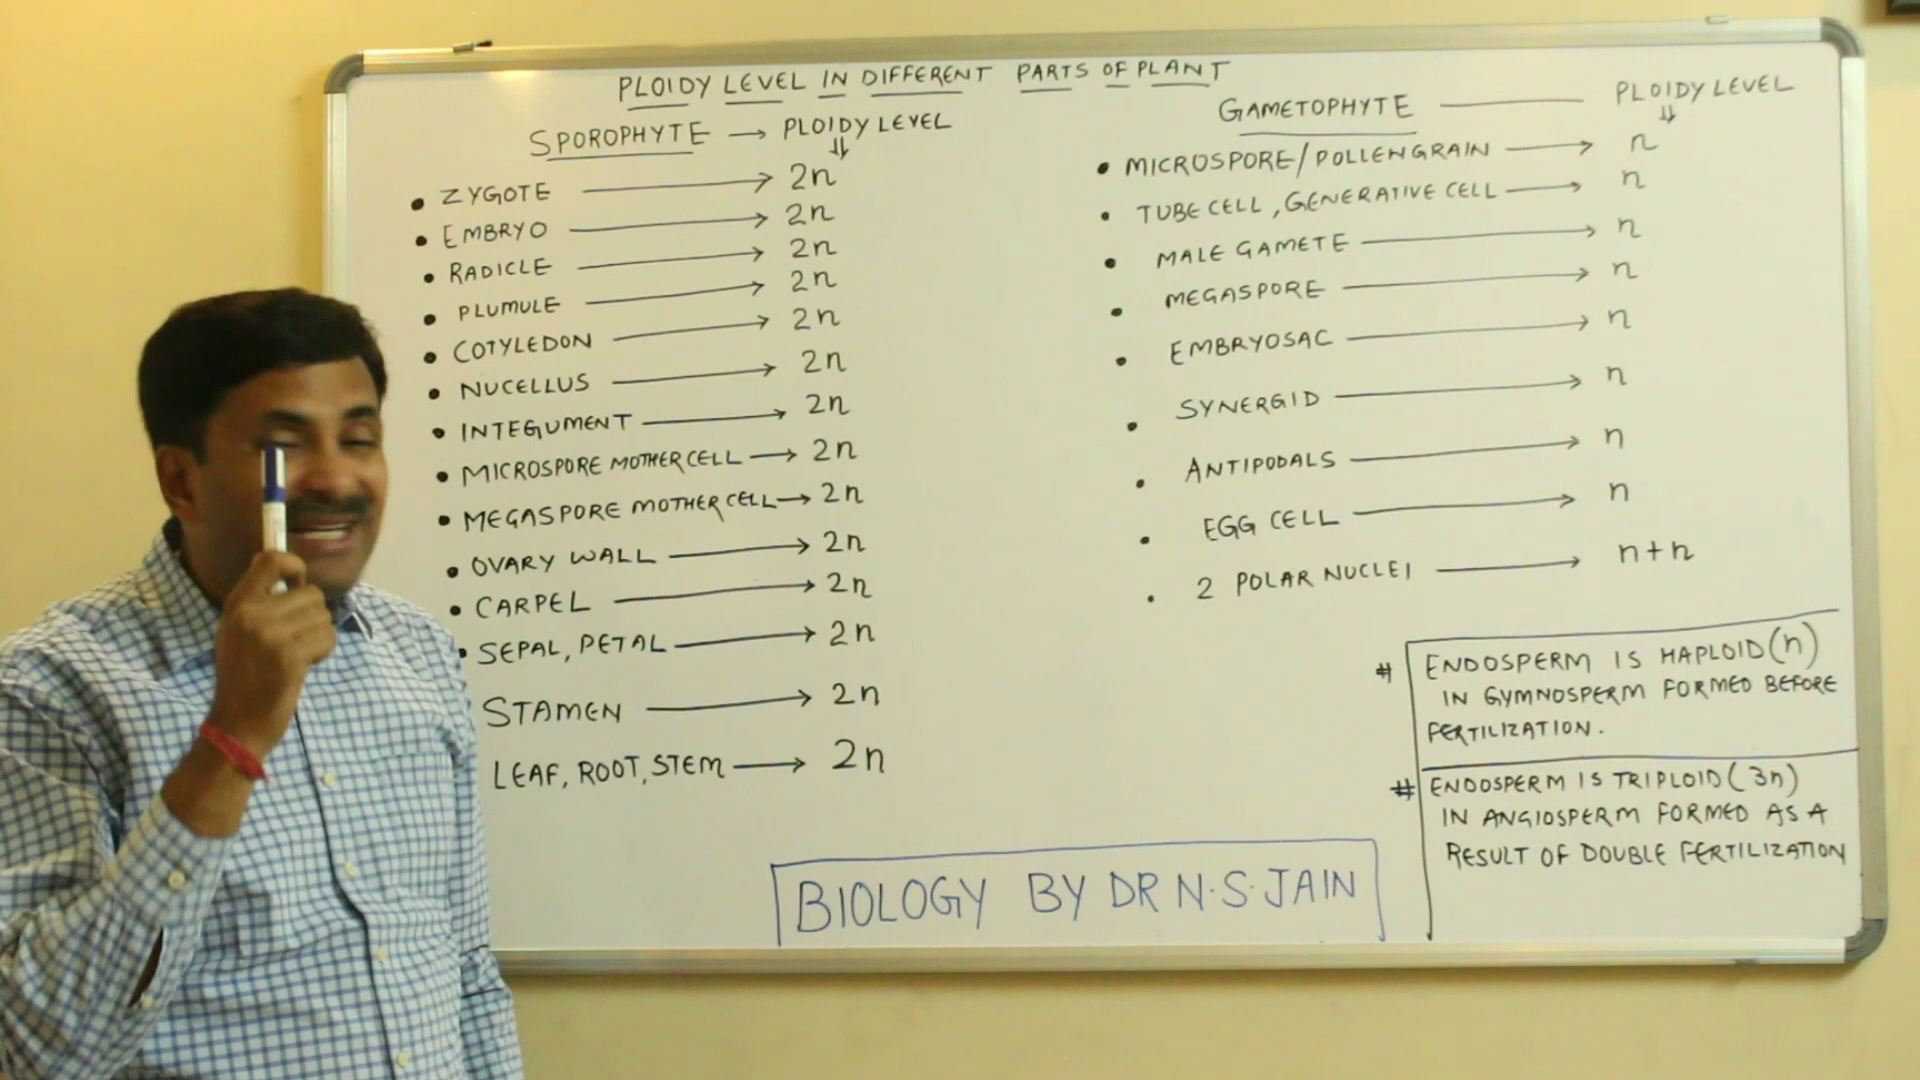 PLOIDY LEVEL IN DIFFERENT PARTS OF PLANT
SPOROPHYTE → PLOIDY LEVEL
⇓
• ZYGOTE → 2n
• EMBRYO → 2n
• RADICLE → 2n
• PLUMULE → 2n
• COTYLEDON → 2n
• NUCELLUS → 2n
• INTEGUMENT → 2n
• MICROSPORE MOTHER CELL → 2n
• MEGASPORE MOTHER CELL → 2n
• OVARY WALL → 2n
• CARPEL → 2n
• SEPAL, PETAL → 2n
STAMEN → 2n
LEAF, ROOT, STEM → 2n
GAMETOPHYTE — PLOIDY LEVEL
⇓
• MICROSPORE/POLLENGRAIN → n
• TUBE CELL, GENERATIVE CELL → n
• MALE GAMETE → n
• MEGASPORE → n
• EMBRYOSAC → n
• SYNERGID → n
• ANTIPODALS → n
• EGG CELL → n
• 2 POLAR NUCLEI → n+n
# ENDOSPERM IS HAPLOID (n)
IN GYMNOSPERM FORMED BEFORE
FERTILIZATION.
# ENDOSPERM IS TRIPLOID (3n)
IN ANGIOSPERM FORMED AS A
RESULT OF DOUBLE FERTILIZATION
BIOLOGY BY DR N.S. JAIN